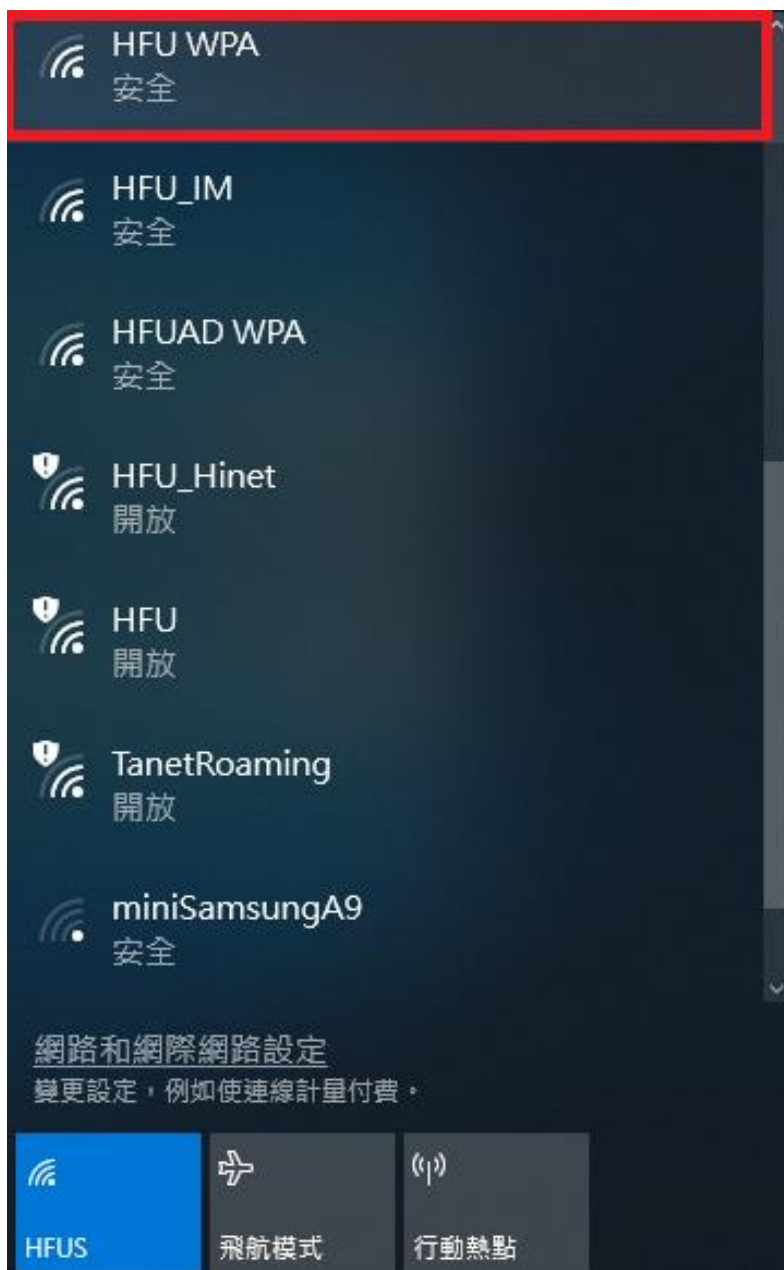 HFU WPA
安全
HFU_IM
安全
HFUAD WPA
安全
HFU_Hinet
開放
HFU
開放
TanetRoaming
開放
miniSamsungA9
安全
網路和網際網路設定
變更設定，例如使連線計量付費。
HFUS
飛航模式
行動熱點